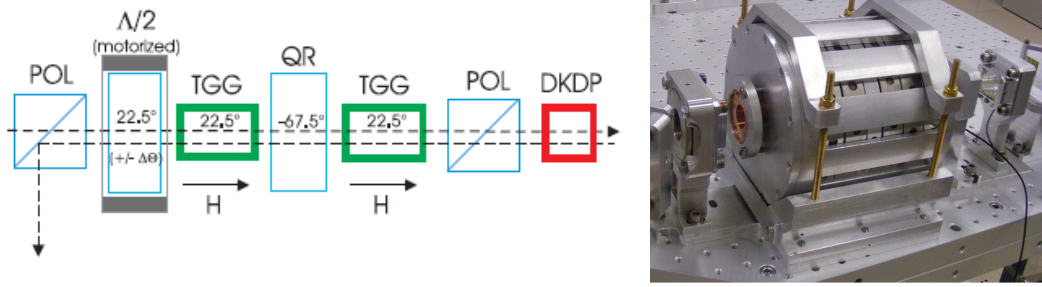 Λ/2
(motorized)
POL
TGG
QR
TGG
POL
DKDP
22.5°
22.5°
-67.5°
22.5°
(+/- ΔΘ)
H
H